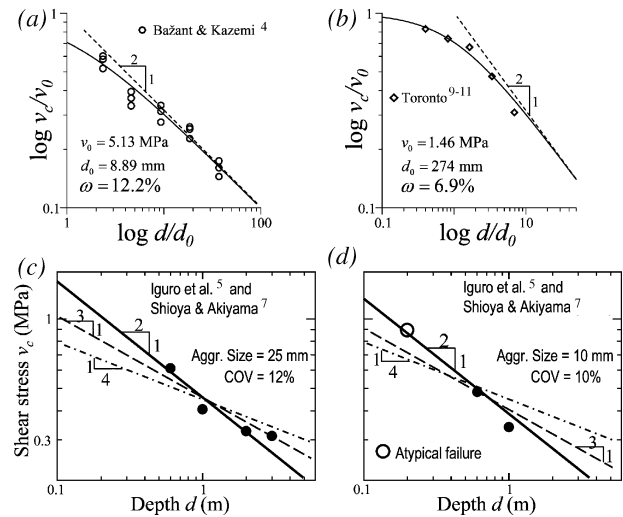 (a)
Bažant & Kazemi 4
1
log vc/v0
2
1
v0 = 5.13 MPa
d0 = 8.89 mm
ω = 12.2%
0.1
1 10 100
log d/d0
(b)
1
log vc/v0
2
1
Toronto9-11
v0 = 1.46 MPa
d0 = 274 mm
ω = 6.9%
0.1
0.1 1 10
log d/d0
(c)
Iguro et al. 5 and
Shioya & Akiyama 7
Shear stress vc (MPa)
1
3
1
2
1
1
4
Aggr. Size = 25 mm
COV = 12%
0.3
0.1 1
Depth d (m)
(d)
Iguro et al. 5 and
Shioya & Akiyama 7
1
2
1
1
4
Aggr. Size = 10 mm
COV = 10%
3
1
Atypical failure
0.3
0.1 1
Depth d (m)